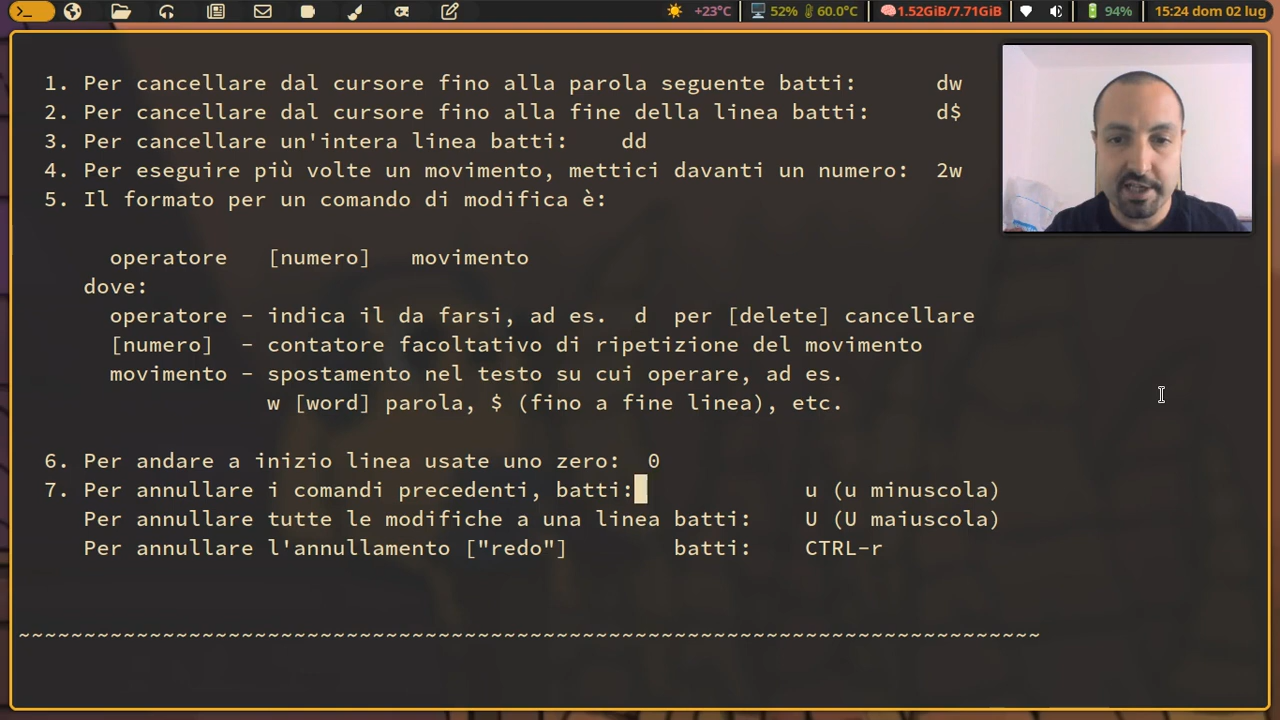 +23°C 52% 60.0°C 1.52GiB/7.71GiB 94% 15:24 dom 02 lug
1. Per cancellare dal cursore fino alla parola seguente batti: dw
2. Per cancellare dal cursore fino alla fine della linea batti: d$
3. Per cancellare un'intera linea batti: dd
4. Per eseguire più volte un movimento, mettici davanti un numero: 2w
5. Il formato per un comando di modifica è:
operatore [numero] movimento
dove:
operatore - indica il da farsi, ad es. d per [delete] cancellare
[numero] - contatore facoltativo di ripetizione del movimento
movimento - spostamento nel testo su cui operare, ad es.
w [word] parola, $ (fino a fine linea), etc.
6. Per andare a inizio linea usate uno zero: 0
7. Per annullare i comandi precedenti, batti: u (u minuscola)
Per annullare tutte le modifiche a una linea batti: U (U maiuscola)
Per annullare l'annullamento ["redo"] batti: CTRL-r
~~~~~~~~~~~~~~~~~~~~~~~~~~~~~~~~~~~~~~~~~~~~~~~~~~~~~~~~~~~~~~~~~~~~~~~~~~~~~~